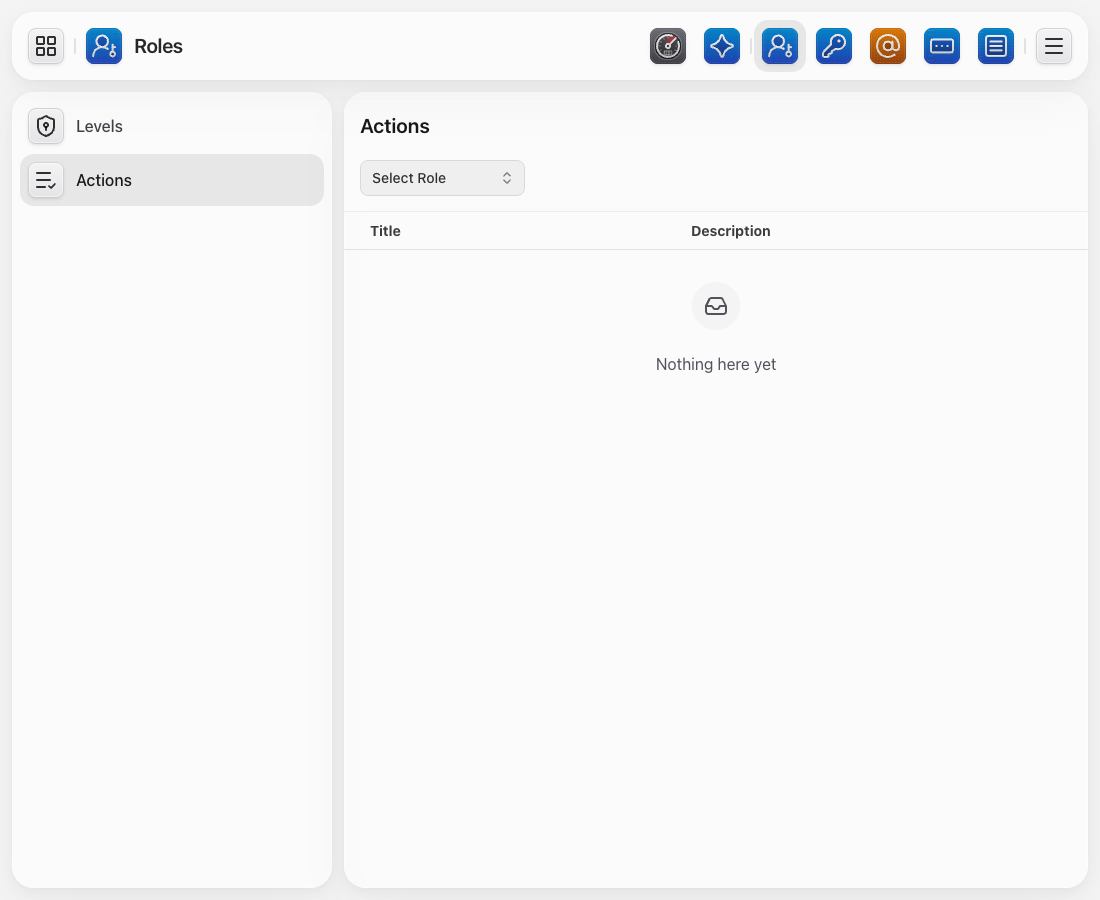 Roles
Levels
Actions
Actions
Select Role
Title Description
Nothing here yet